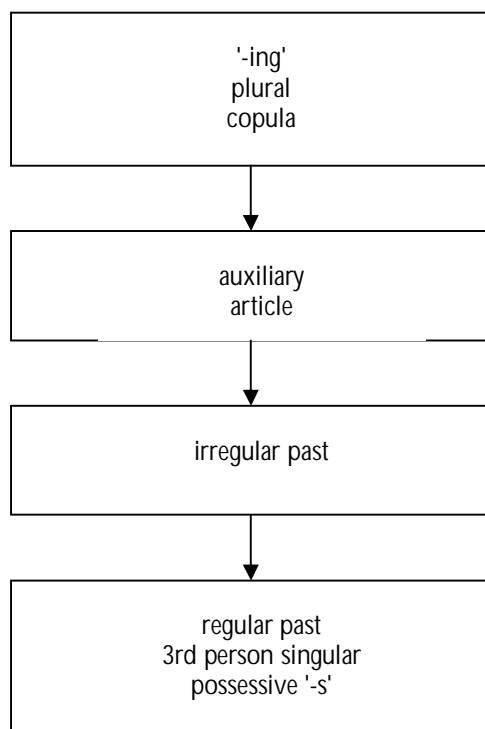 '-ing'
plural
copula
auxiliary
article
irregular past
regular past
3rd person singular
possessive '-s'